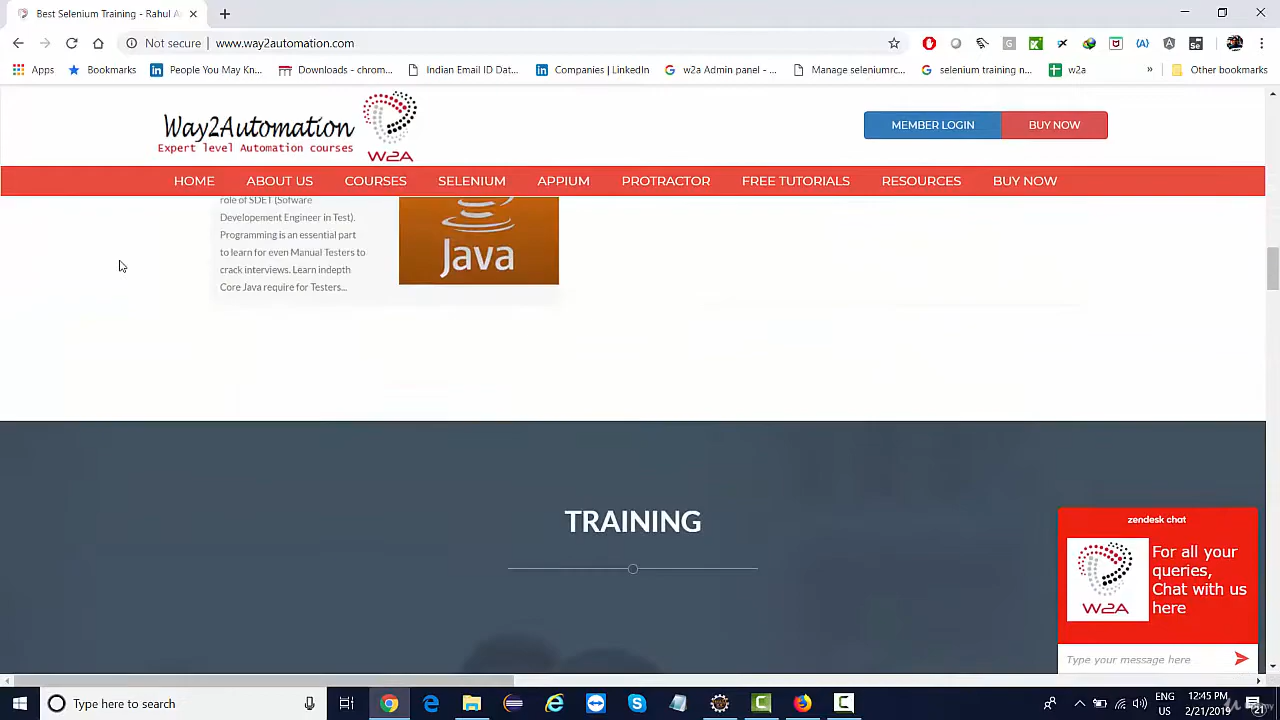 Best Selenium Training - Rahul A
Not secure | www.way2automation.com
Apps Bookmarks People You May Kn... Downloads - chrom... Indian Email ID Dat... Companies | LinkedIn w2a Admin panel - ... Manage seleniumrc... selenium training n... w2a » Other bookmarks
Way2Automation
Expert level Automation courses
W2A
MEMBER LOGIN BUY NOW
HOME ABOUT US COURSES SELENIUM APPIUM PROTRACTOR FREE TUTORIALS RESOURCES BUY NOW
role of SDET (Sofware
Developement Engineer in Test).
Programming is an essential part
to learn for even Manual Testers to
crack interviews. Learn indepth
Core Java require for Testers...
Java
TRAINING
zendesk chat
For all your
queries,
Chat with us
here
W2A
Type your message here
Type here to search
ENG
US
12:45 PM
2/21/2019
21